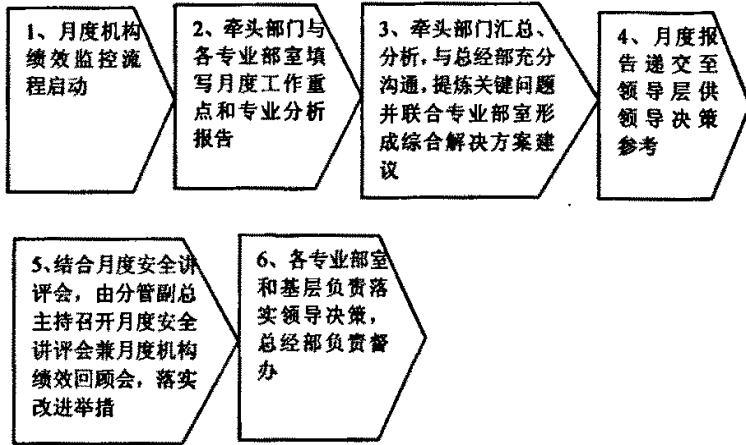 1、月度机构
绩效监控流
程启动
2、牵头部门与
各专业部室填
写月度工作重
点和专业分析
报告
3、牵头部门汇总、
分析,与总经部充分
沟通,提炼关键问题
并联合专业部室形
成综合解决方案建
议
4、月度报
告递交至
领导层供
领导决策
参考
5、结合月度安全讲
评会，由分管副总
主持召开月度安全
讲评会兼月度机构
绩效回顾会，落实
改进举措
6、各专业部室
和基层负责落
实领导决策，
总经部负责督
办